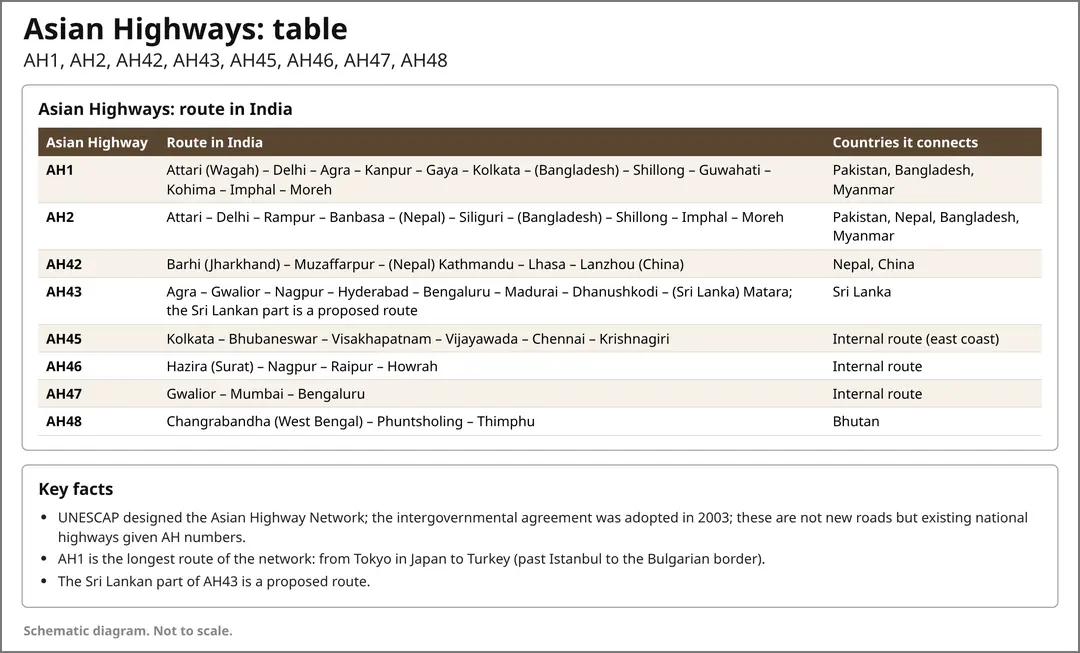 Asian Highways: table
AH1, AH2, AH42, AH43, AH45, AH46, AH47, AH48
Asian Highways: route in India
Asian Highway Route in India Countries it connects
AH1 Attari (Wagah) – Delhi – Agra – Kanpur – Gaya – Kolkata – (Bangladesh) – Shillong – Guwahati – Pakistan, Bangladesh,
Kohima – Imphal – Moreh Myanmar
AH2 Attari – Delhi – Rampur – Banbasa – (Nepal) – Siliguri – (Bangladesh) – Shillong – Imphal – Moreh Pakistan, Nepal, Bangladesh,
Myanmar
AH42 Barhi (Jharkhand) – Muzaffarpur – (Nepal) Kathmandu – Lhasa – Lanzhou (China) Nepal, China
AH43 Agra – Gwalior – Nagpur – Hyderabad – Bengaluru – Madurai – Dhanushkodi – (Sri Lanka) Matara; Sri Lanka
the Sri Lankan part is a proposed route
AH45 Kolkata – Bhubaneswar – Visakhapatnam – Vijayawada – Chennai – Krishnagiri Internal route (east coast)
AH46 Hazira (Surat) – Nagpur – Raipur – Howrah Internal route
AH47 Gwalior – Mumbai – Bengaluru Internal route
AH48 Changrabandha (West Bengal) – Phuntsholing – Thimphu Bhutan
Key facts
• UNESCAP designed the Asian Highway Network; the intergovernmental agreement was adopted in 2003; these are not new roads but existing national
highways given AH numbers.
• AH1 is the longest route of the network: from Tokyo in Japan to Turkey (past Istanbul to the Bulgarian border).
• The Sri Lankan part of AH43 is a proposed route.
Schematic diagram. Not to scale.